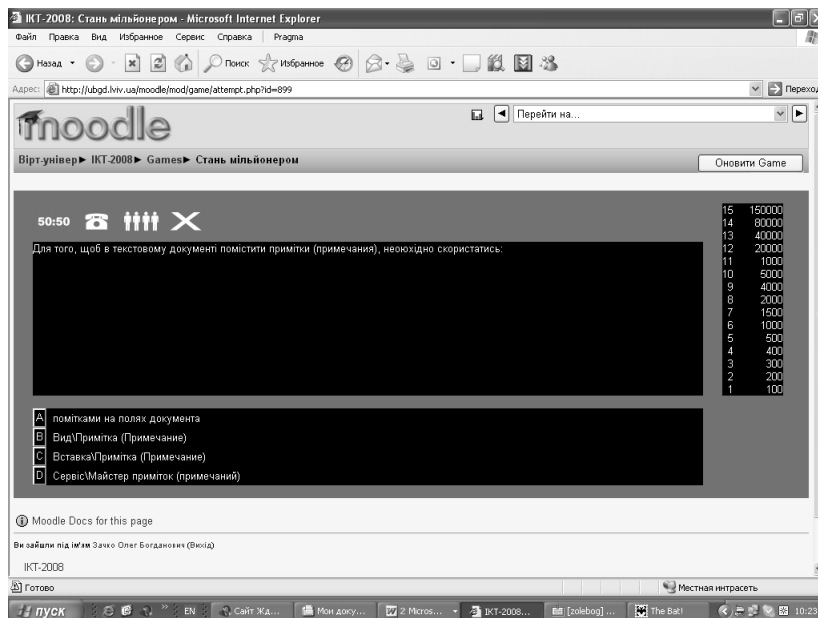 ІКТ-2008: Стань мільйонером - Microsoft Internet Explorer
Файл Правка Вид Избранное Сервис Справка Pragma
Назад Поиск Избранное
Адрес: http://ubgd.lviv.ua/moodle/mod/game/attempt.php?id=899 Переход
moodle
Перейти на...
Вірт-універ► ІКТ-2008► Games► Стань мільйонером
Оновити Game
50:50
15 150000
14 80000
13 40000
12 20000
11 1000
10 5000
9 4000
8 2000
7 1500
6 1000
5 500
4 400
3 300
2 200
1 100
Для того, щоб в текстовому документі помістити примітки (примечания), неоюхідно скористатись:
A помітками на полях документа
B Вид\Примітка (Примечание)
C Вставка\Примітка (Примечание)
D Сервіс\Майстер приміток (примечаний)
Moodle Docs for this page
Ви зайшли під ім'ям Зачко Олег Богданович (Вихід)
ІКТ-2008
Готово
Местная интрасеть
пуск EN Сайт Жд... Мои доку... 2 Micros... ІКТ-2008... [zolebog] ... The Bat! 10:23